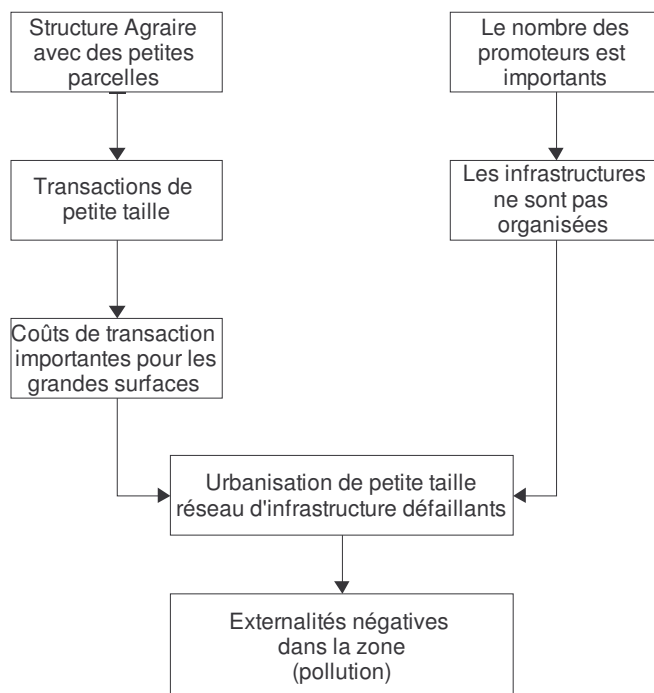 Structure Agraire
avec des petites
parcelles
Le nombre des
promoteurs est
importants
Transactions de
petite taille
Les infrastructures
ne sont pas
organisées
Coûts de transaction
importantes pour les
grandes surfaces
Urbanisation de petite taille
réseau d'infrastructure défaillants
Externalités négatives
dans la zone
(pollution)